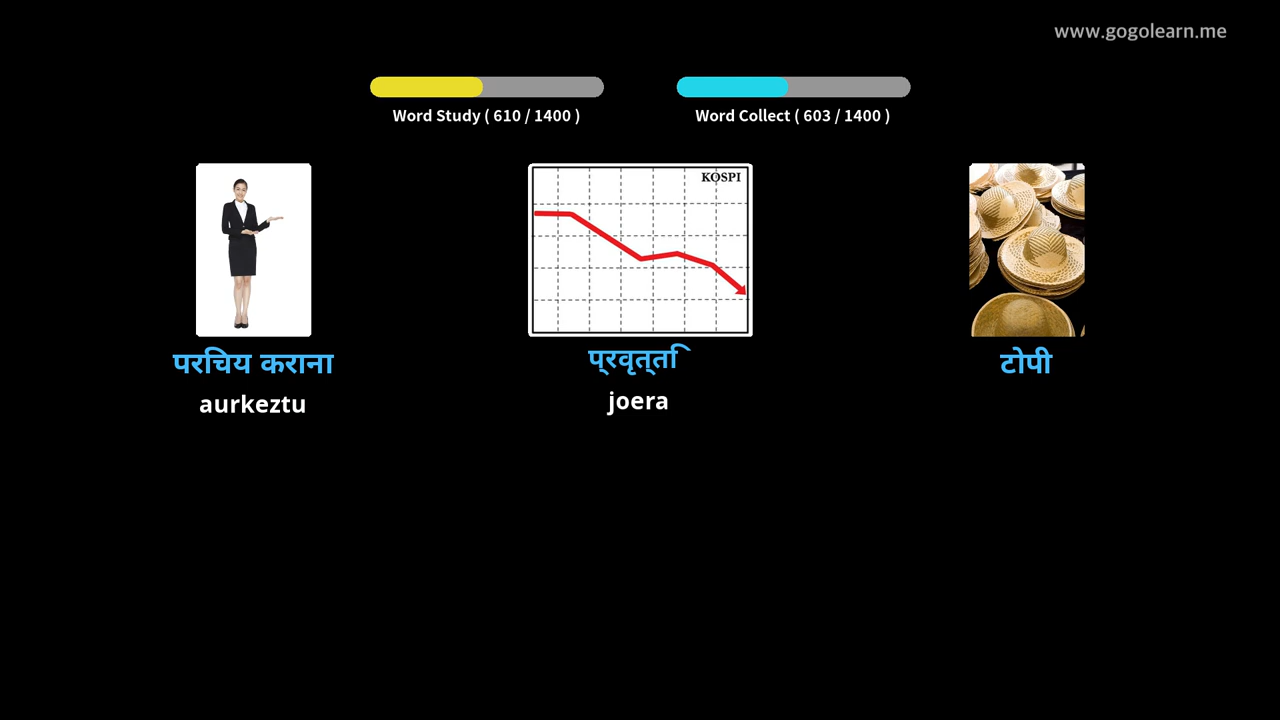 www.gogolearn.me
Word Study ( 610 / 1400 )
Word Collect ( 603 / 1400 )
KOSPI
परिचय कराना
aurkeztu
प्रवृत्ति
joera
टोपी